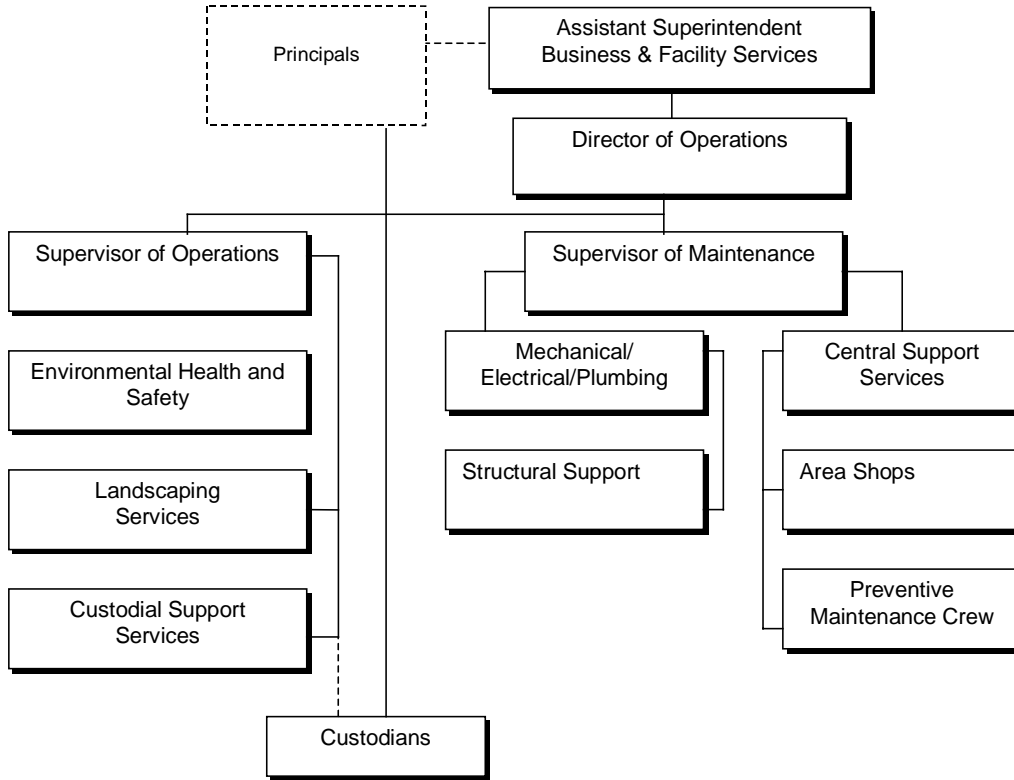 Principals
Assistant Superintendent
Business & Facility Services
Director of Operations
Supervisor of Operations
Supervisor of Maintenance
Environmental Health and
Safety
Mechanical/
Electrical/Plumbing
Central Support
Services
Landscaping
Services
Structural Support
Area Shops
Custodial Support
Services
Preventive
Maintenance Crew
Custodians